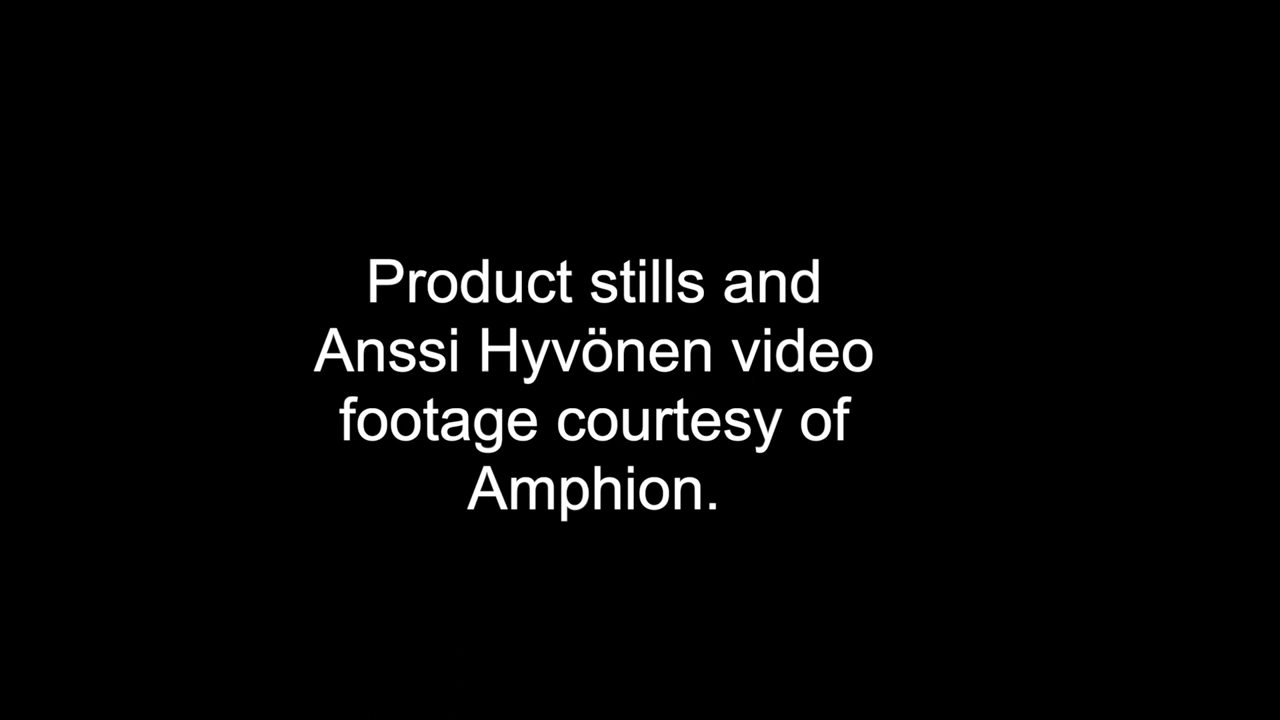 Product stills and
Anssi Hyvönen video
footage courtesy of
Amphion.